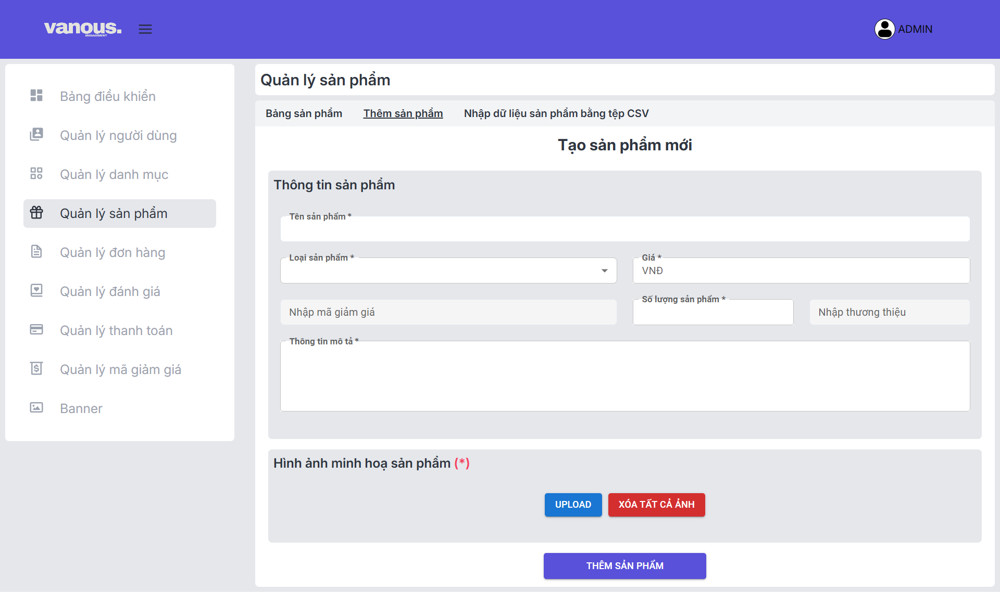 vanous.
MANAGEMENT
ADMIN
Bảng điều khiển
Quản lý người dùng
Quản lý danh mục
Quản lý sản phẩm
Quản lý đơn hàng
Quản lý đánh giá
Quản lý thanh toán
Quản lý mã giảm giá
Banner
Quản lý sản phẩm
Bảng sản phẩm Thêm sản phẩm Nhập dữ liệu sản phẩm bằng tệp CSV
Tạo sản phẩm mới
Thông tin sản phẩm
Tên sản phẩm *
Loại sản phẩm * Giá *
VNĐ
Số lượng sản phẩm *
Nhập mã giảm giá Nhập thương thiệu
Thông tin mô tả *
Hình ảnh minh hoạ sản phẩm (*)
UPLOAD XÓA TẤT CẢ ẢNH
THÊM SẢN PHẨM